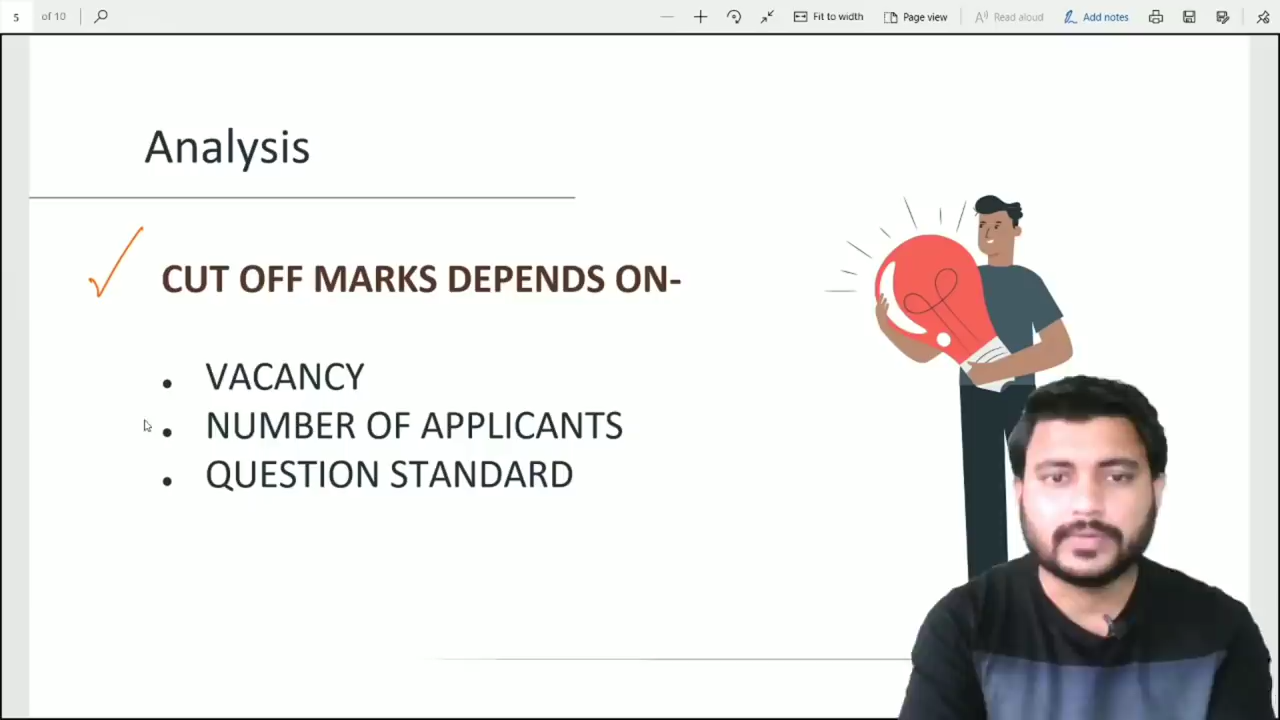 5 of 10 Fit to width Page view Read aloud Add notes
Analysis
CUT OFF MARKS DEPENDS ON-
• VACANCY
• NUMBER OF APPLICANTS
• QUESTION STANDARD